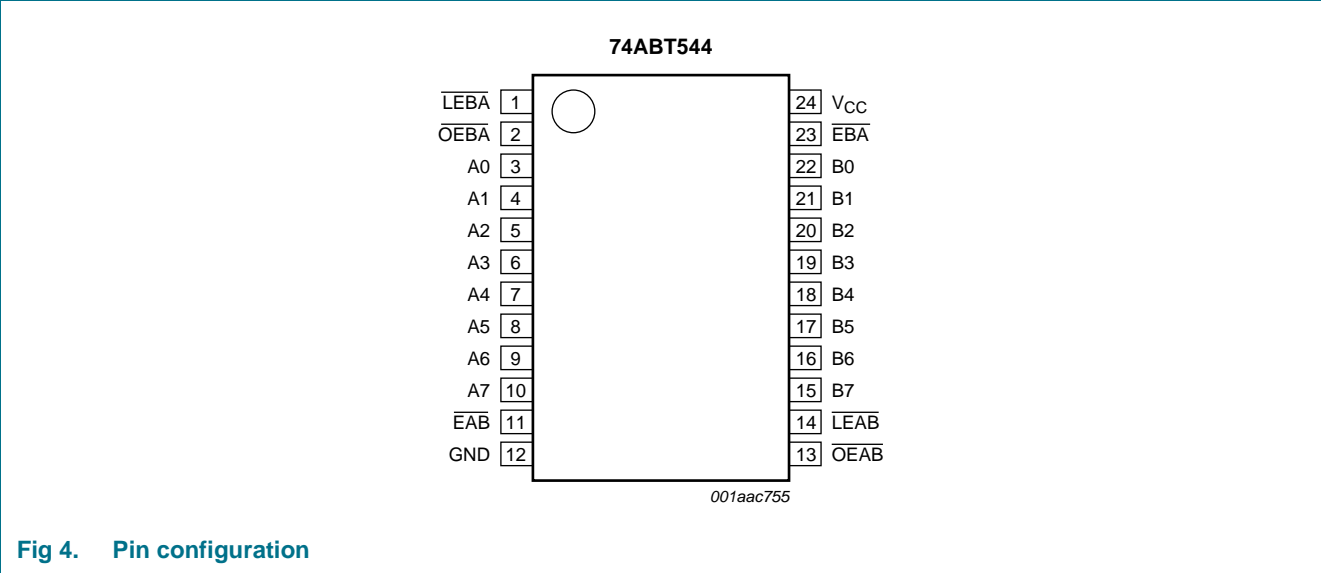 74ABT544
LEBA 1 24 VCC
OEBA 2 23 EBA
A0 3 22 B0
A1 4 21 B1
A2 5 20 B2
A3 6 19 B3
A4 7 18 B4
A5 8 17 B5
A6 9 16 B6
A7 10 15 B7
EAB 11 14 LEAB
GND 12 13 OEAB
001aac755
Fig 4. Pin configuration